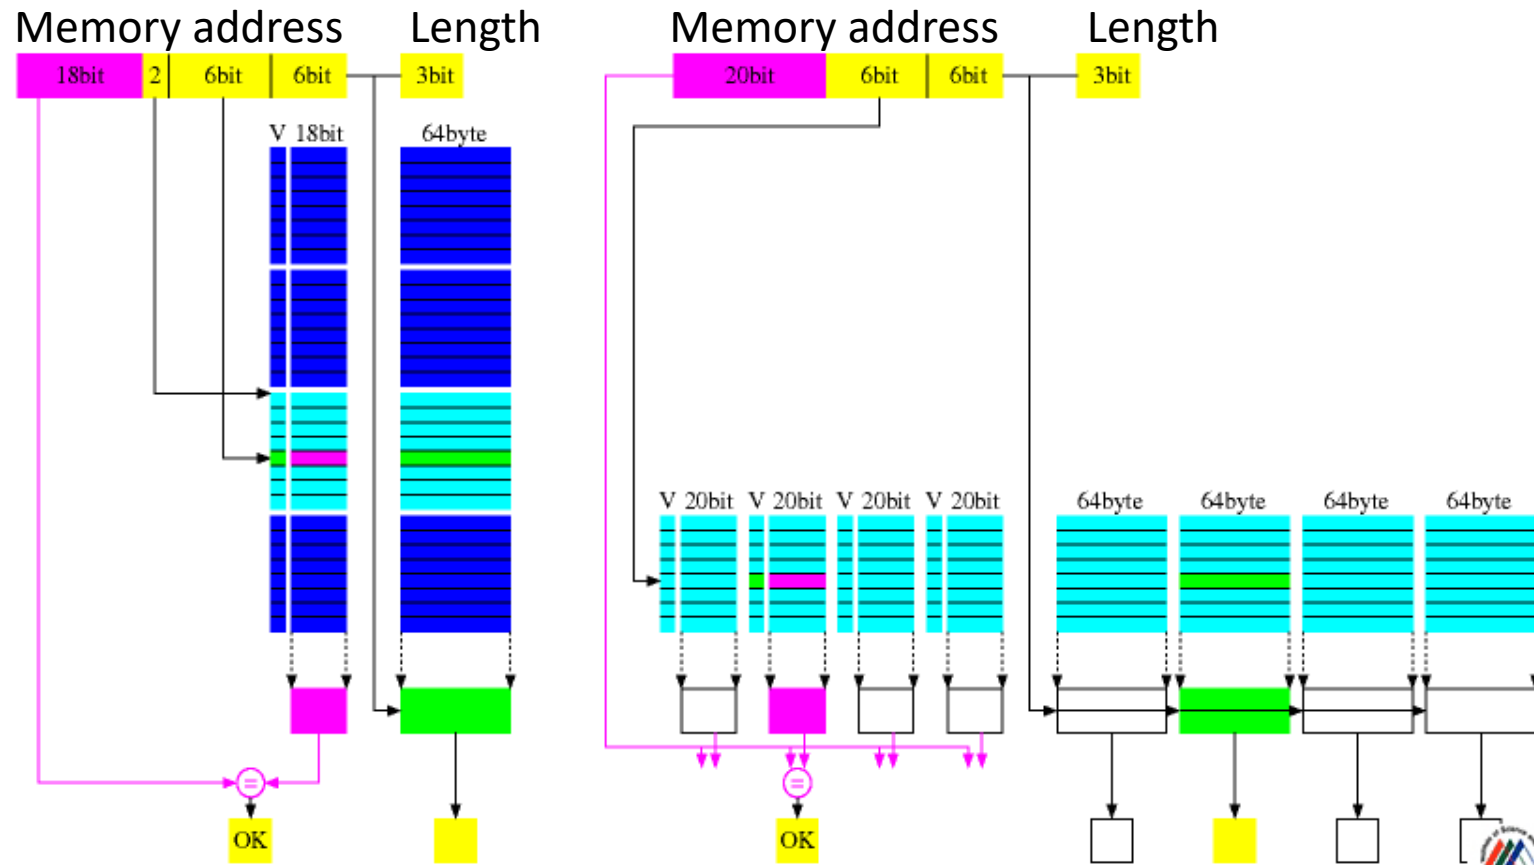 Memory address Length Memory address Length
18bit 2 6bit 6bit 3bit 20bit 6bit 6bit 3bit
V 18bit 64byte
V 20bit V 20bit V 20bit V 20bit 64byte 64byte 64byte 64byte
= =
OK OK